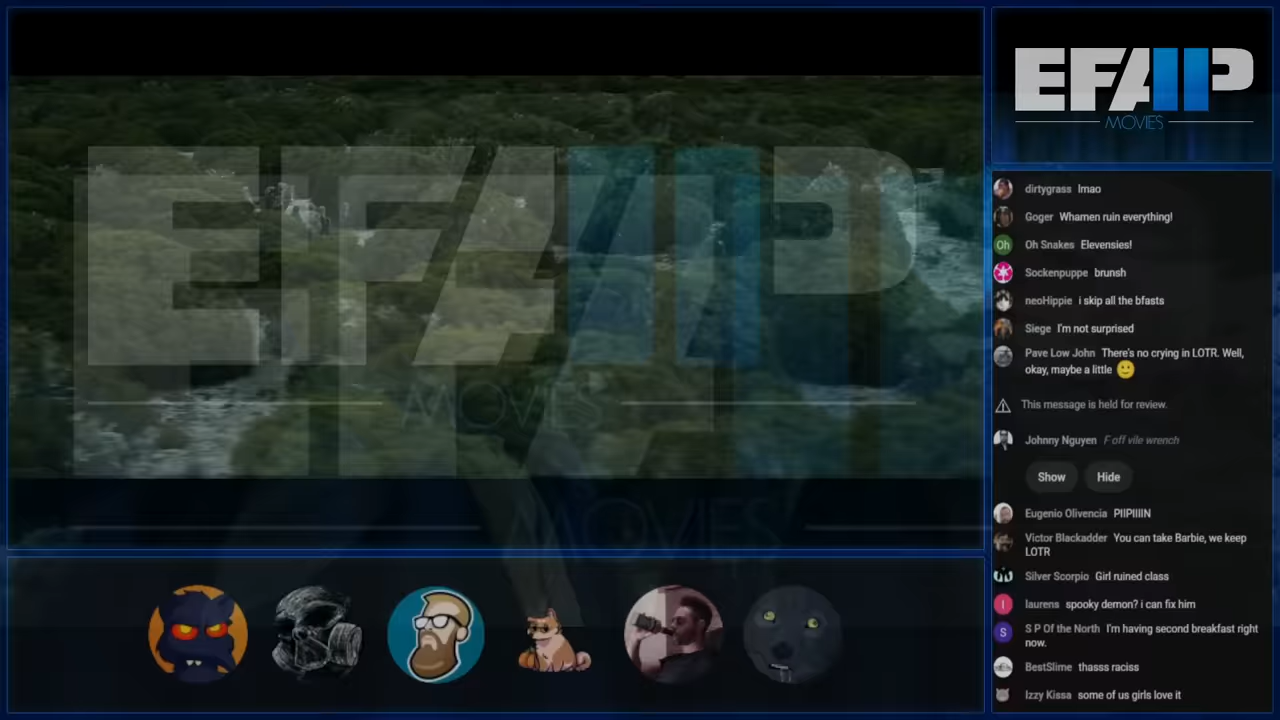 EFAP
MOVIES
MOVIES
EFAP
MOVIES
dirtygrass lmao
Goger Whamen ruin everything!
Oh Oh Snakes Elevensies!
Sockenpuppe brunsh
neoHippie i skip all the bfasts
Siege I'm not surprised
Pave Low John There's no crying in LOTR. Well,
okay, maybe a little 🙂
This message is held for review.
Johnny Nguyen F off vile wrench
Show Hide
Eugenio Olivencia PIIPIIIIN
Victor Blackadder You can take Barbie, we keep
LOTR
Silver Scorpio Girl ruined class
l laurens spooky demon? i can fix him
S S P Of the North I'm having second breakfast right
now.
BestSlime thasss raciss
Izzy Kissa some of us girls love it